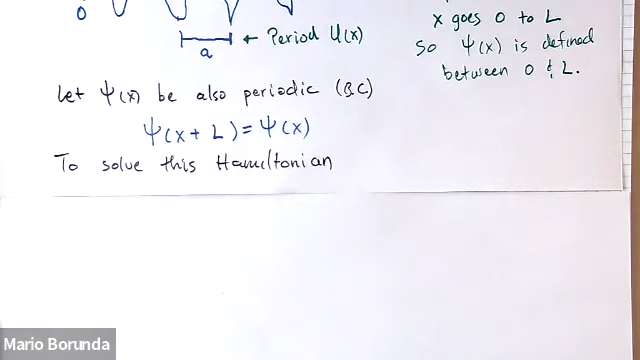 x goes 0 to L
0
a
← Period U(x)
So Ψ(x) is defined
between 0 & L.
Let Ψ(x) be also periodic (BC)
Ψ(x + L) = Ψ(x)
To solve this Hamiltonian
Mario Borunda